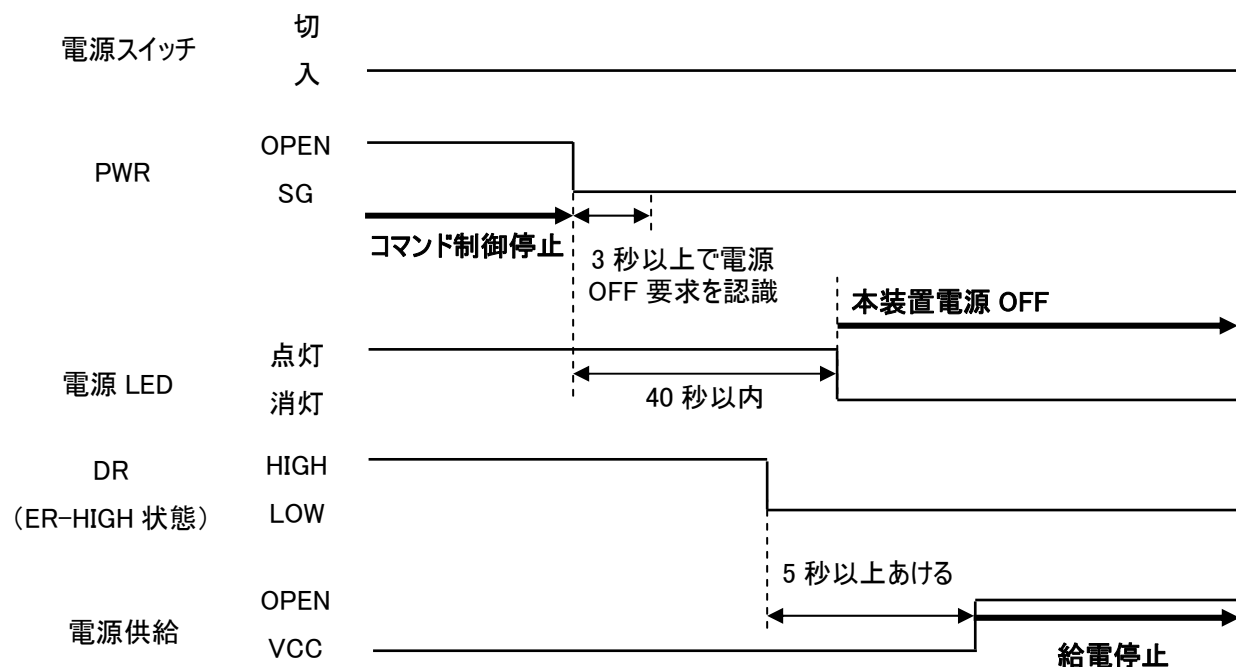 電源スイッチ
切
入
PWR
OPEN
SG
コマンド制御停止
3 秒以上で電源
OFF 要求を認識
本装置電源 OFF
電源 LED
点灯
消灯
40 秒以内
DR
（ER-HIGH 状態）
HIGH
LOW
5 秒以上あける
電源供給
OPEN
VCC
給電停止